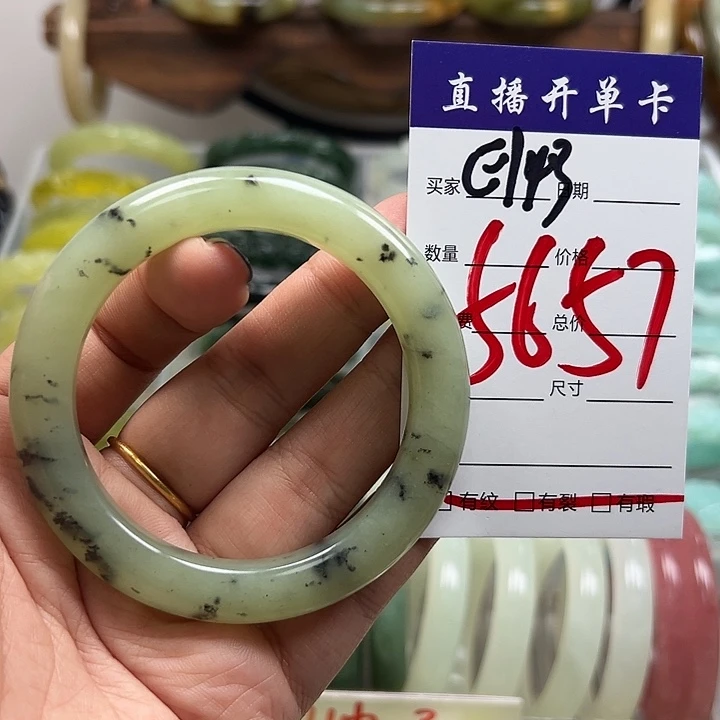 直播开单卡
买家 日期
数量 价格
5657
费 总价
尺寸
有纹 有裂 有瑕